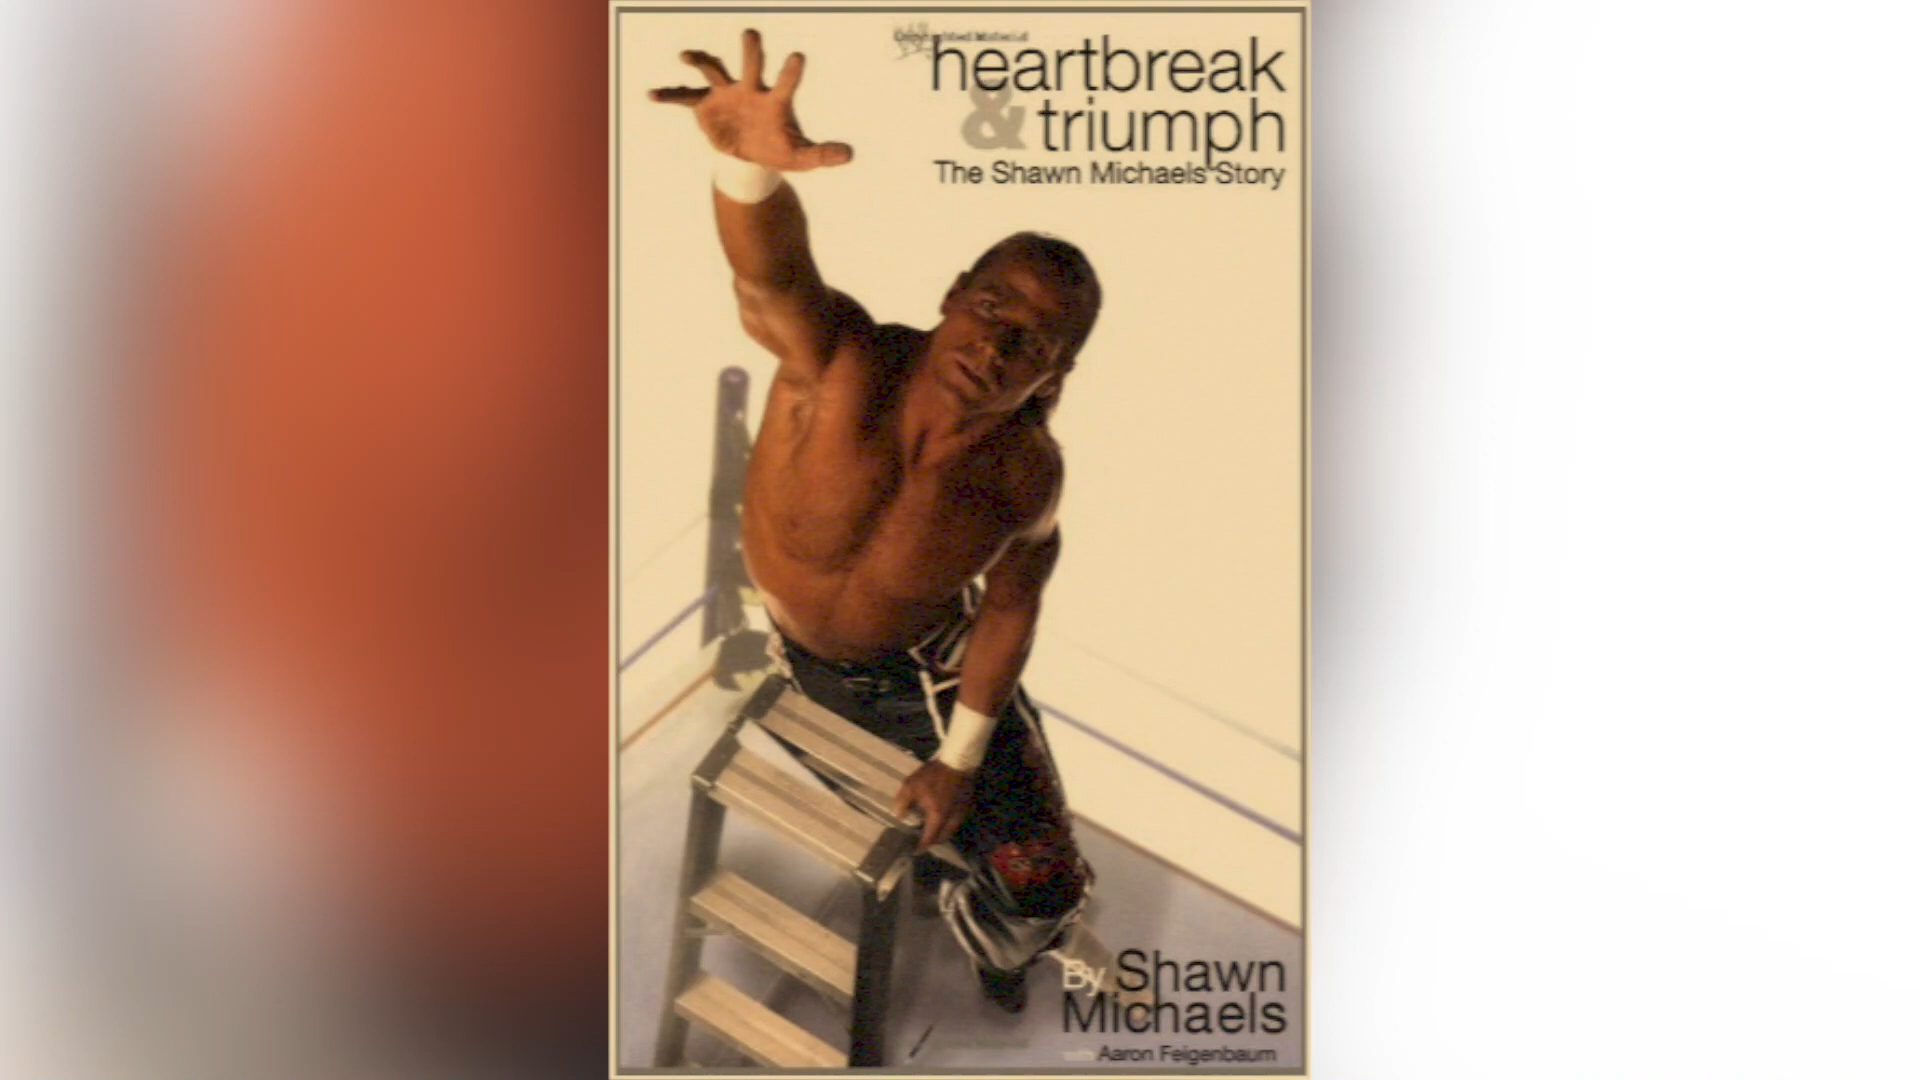 heartbreak
& triumph
The Shawn Michaels Story
By Shawn
Michaels
with Aaron Feigenbaum